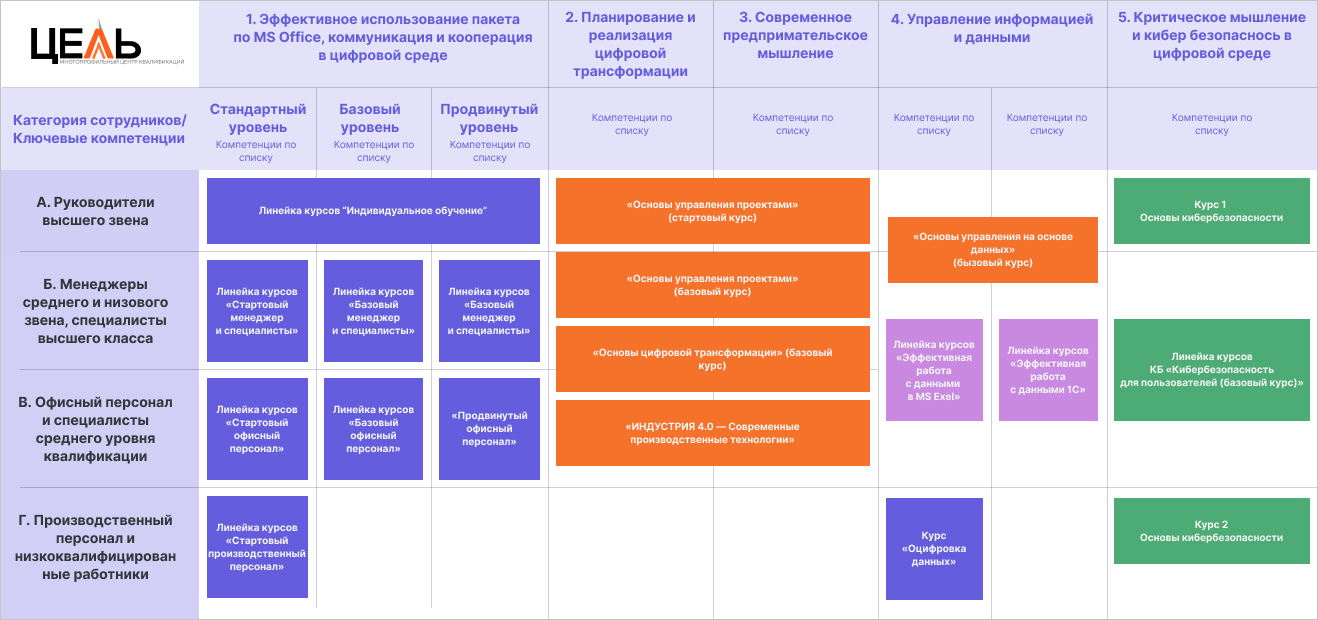 ЦЕЛЬ
МНОГОПРОФИЛЬНЫЙ ЦЕНТР КВАЛИФИКАЦИЙ
1. Эффективное использование пакета
по MS Office, коммуникация и кооперация
в цифровой среде
2. Планирование и
реализация
цифровой
трансформации
3. Современное
предпримательское
мышление
4. Управление информацией
и данными
5. Критическое мышление
и кибер безопаснось в
цифровой среде
Категория сотрудников/
Ключевые компетенции
Стандартный
уровень
Компетенции по
списку
Базовый
уровень
Компетенции по
списку
Продвинутый
уровень
Компетенции по
списку
Компетенции по
списку
Компетенции по
списку
Компетенции по
списку
Компетенции по
списку
Компетенции по
списку
А. Руководители
высшего звена
Линейка курсов “Индивидуальное обучение”
«Основы управления проектами»
(стартовый курс)
«Основы управления на основе
данных»
(бызовый курс)
Курс 1
Основы кибербезопасности
Б. Менеджеры
среднего и низового
звена, специалисты
высшего класса
Линейка курсов
«Стартовый
менеджер
и специалисты»
Линейка курсов
«Базовый
менеджер
и специалисты»
Линейка курсов
«Базовый
менеджер
и специалисты»
«Основы управления проектами»
(базовый курс)
«Основы цифровой трансформации» (базовый
курс)
Линейка курсов
«Эффективная
работа
с данными
в MS Exel»
Линейка курсов
«Эффективная
работа
с данными 1С»
Линейка курсов
КБ «Кибербезопасность
для пользователей (базовый курс)»
В. Офисный персонал
и специалисты
среднего уровня
квалификации
Линейка курсов
«Стартовый
офисный
персонал»
Линейка курсов
«Базовый
офисный
персонал»
«Продвинутый
офисный
персонал»
«ИНДУСТРИЯ 4.0 — Современные
производственные технологии»
Г. Производственный
персонал и
низкоквалифицирован
ные работники
Линейка курсов
«Стартовый
производственный
персонал»
Курс
«Оцифровка
данных»
Курс 2
Основы кибербезопасности